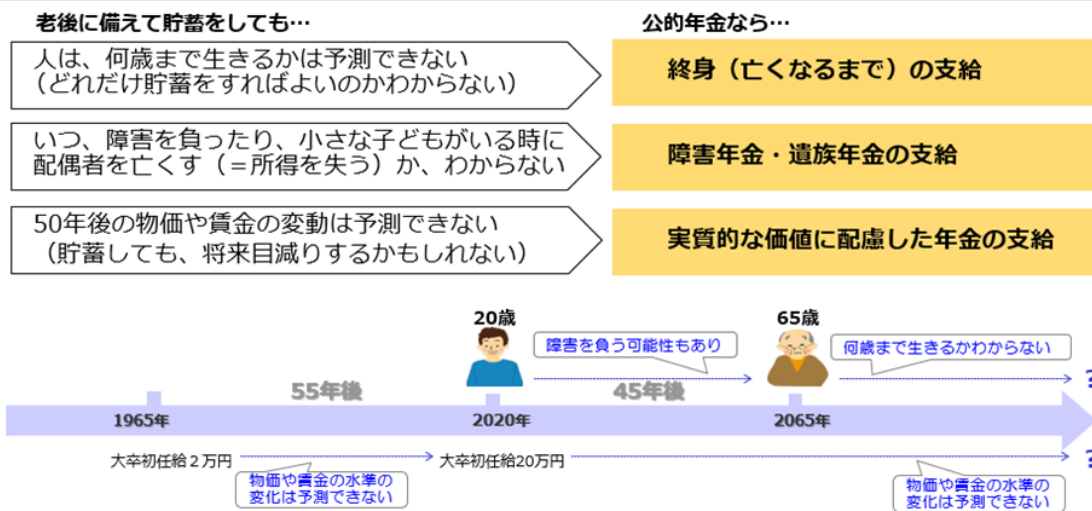 老後に備えて貯蓄をしても…
公的年金なら…
人は、何歳まで生きるかは予測できない
（どれだけ貯蓄をすればよいのかわからない）
終身（亡くなるまで）の支給
いつ、障害を負ったり、小さな子どもがいる時に
配偶者を亡くす（＝所得を失う）か、わからない
障害年金・遺族年金の支給
50年後の物価や賃金の変動は予測できない
（貯蓄しても、将来目減りするかもしれない）
実質的な価値に配慮した年金の支給
20歳
65歳
障害を負う可能性もあり
何歳まで生きるかわからない
?
55年後
45年後
1965年
2020年
2065年
大卒初任給２万円
大卒初任給20万円
?
物価や賃金の水準の
変化は予測できない
物価や賃金の水準の
変化は予測できない